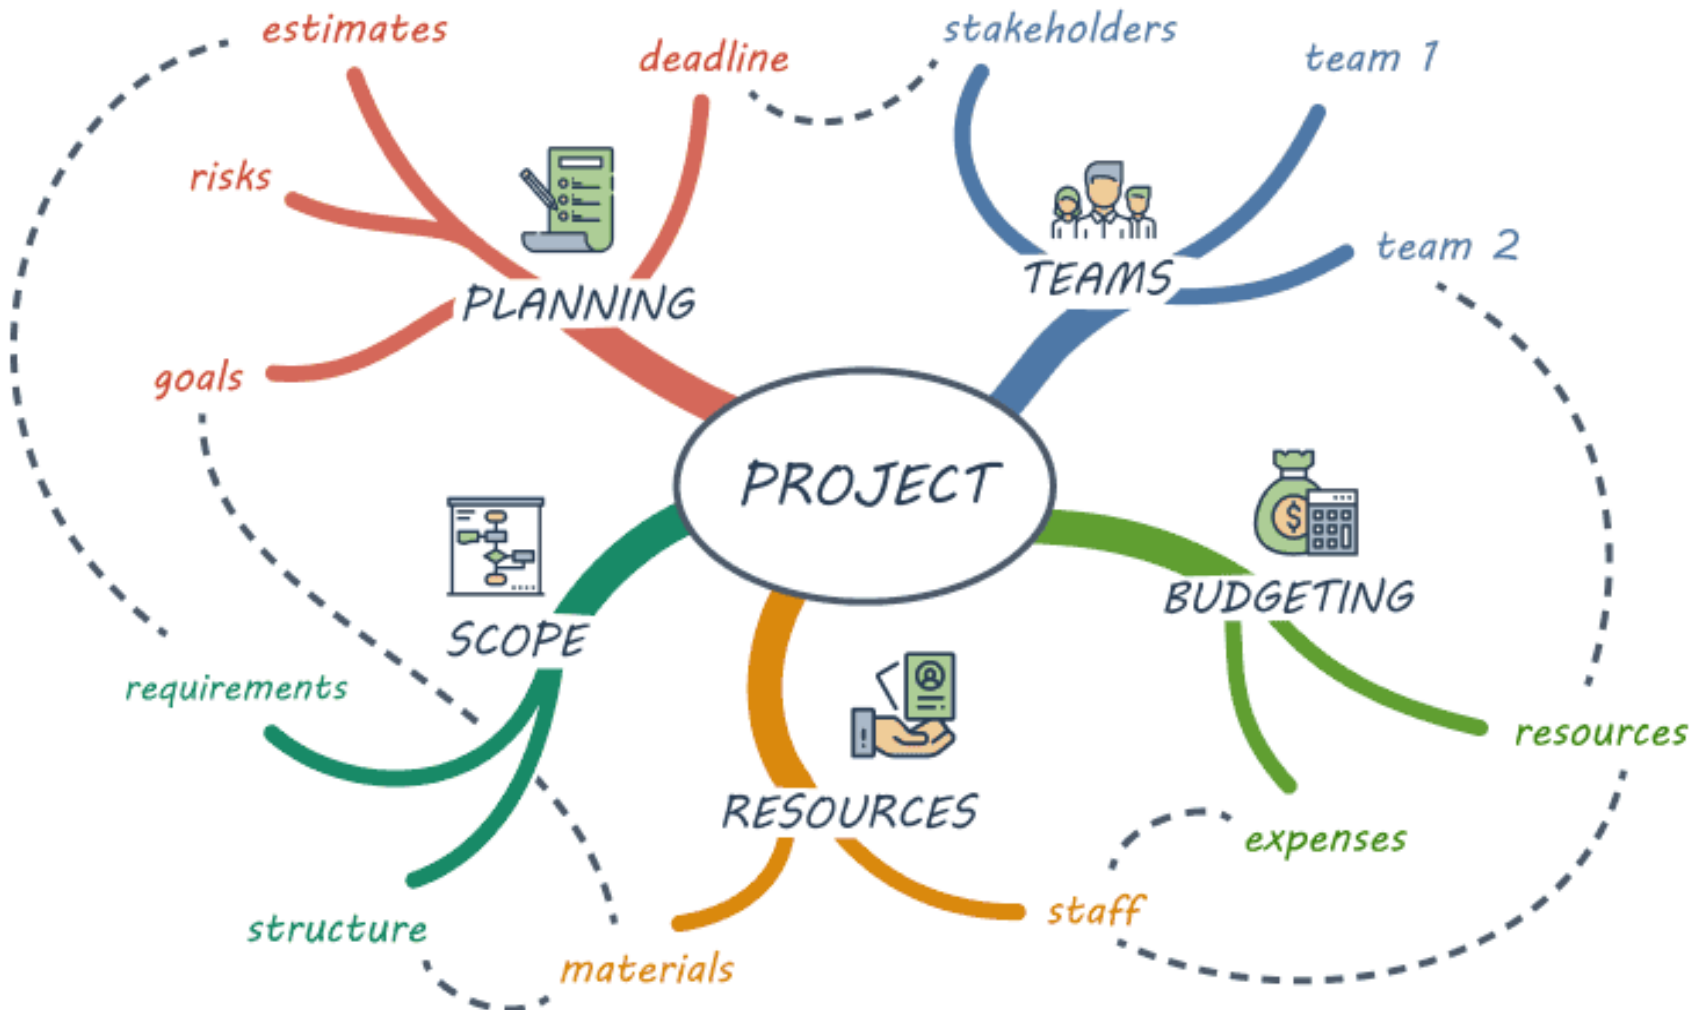 estimates
deadline
stakeholders
team 1
risks
team 2
PLANNING
TEAMS
goals
PROJECT
$
BUDGETING
SCOPE
requirements
resources
RESOURCES
expenses
structure
staff
materials